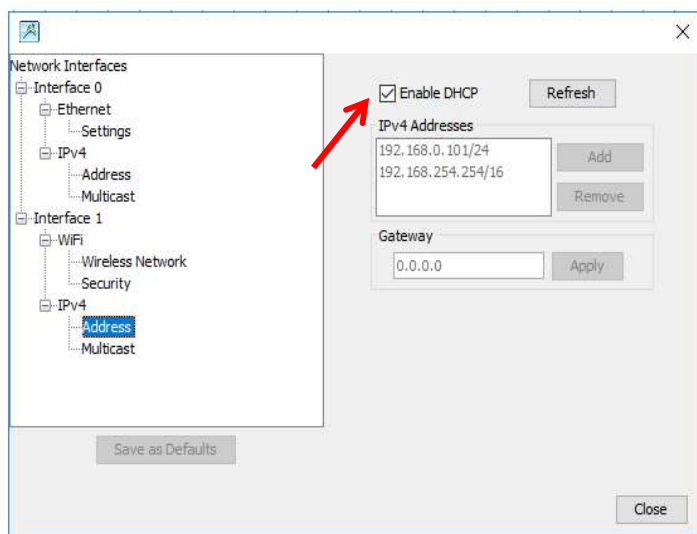 Network Interfaces
Interface 0
Ethernet
Settings
IPv4
Address
Multicast
Interface 1
WiFi
Wireless Network
Security
IPv4
Address
Multicast
Save as Defaults
Enable DHCP
Refresh
IPv4 Addresses
192.168.0.101/24
192.168.254.254/16
Add
Remove
Gateway
0.0.0.0
Apply
Close